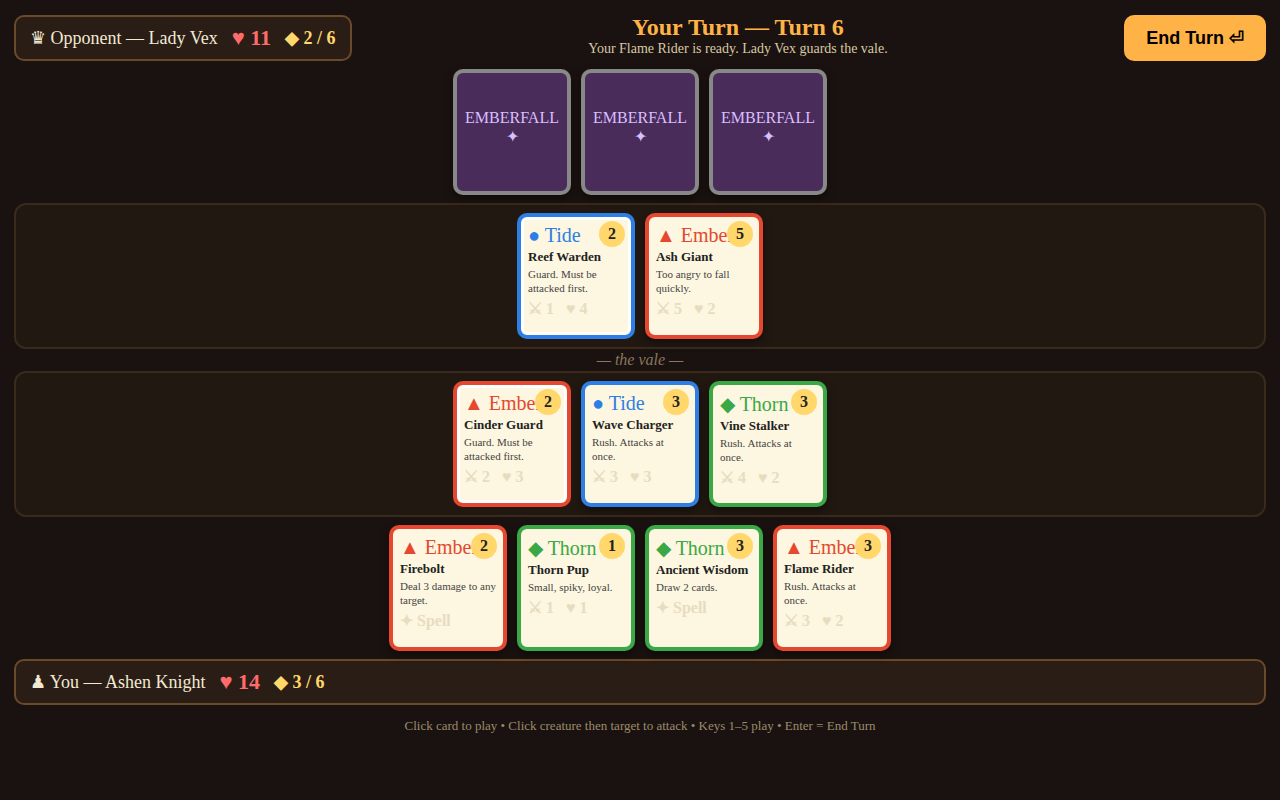 ♛ Opponent — Lady Vex ♥ 11 ◆ 2 / 6
Your Turn — Turn 6
Your Flame Rider is ready. Lady Vex guards the vale.
End Turn ⏎
EMBERFALL
✦
EMBERFALL
✦
EMBERFALL
✦
● Tide 2
Reef Warden
Guard. Must be
attacked first.
⚔ 1 ♥ 4
▲ Ember 5
Ash Giant
Too angry to fall
quickly.
⚔ 5 ♥ 2
— the vale —
▲ Ember 2
Cinder Guard
Guard. Must be
attacked first.
⚔ 2 ♥ 3
● Tide 3
Wave Charger
Rush. Attacks at
once.
⚔ 3 ♥ 3
◆ Thorn 3
Vine Stalker
Rush. Attacks at
once.
⚔ 4 ♥ 2
▲ Ember 2
Firebolt
Deal 3 damage to any
target.
✦ Spell
◆ Thorn 1
Thorn Pup
Small, spiky, loyal.
⚔ 1 ♥ 1
◆ Thorn 3
Ancient Wisdom
Draw 2 cards.
✦ Spell
▲ Ember 3
Flame Rider
Rush. Attacks at
once.
⚔ 3 ♥ 2
♟ You — Ashen Knight ♥ 14 ◆ 3 / 6
Click card to play • Click creature then target to attack • Keys 1–5 play • Enter = End Turn